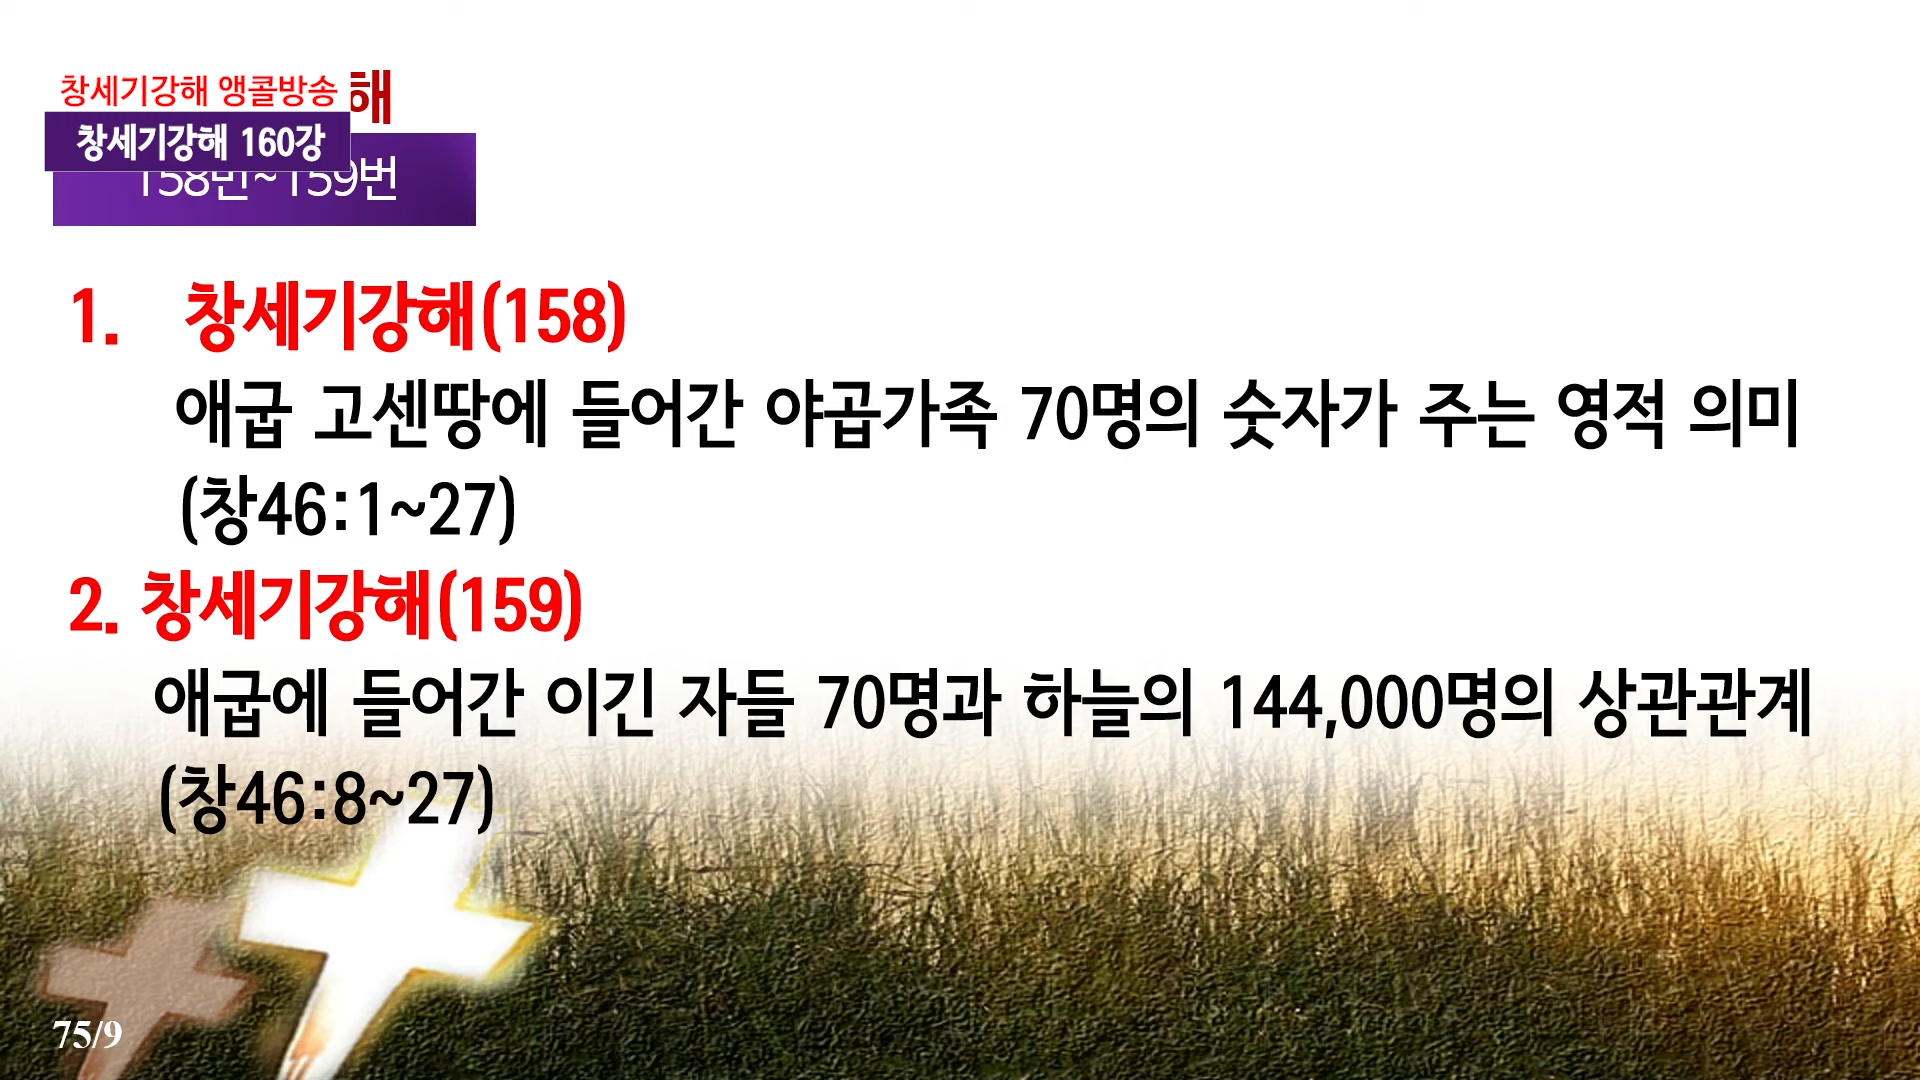 창세기강해 앵콜방송
해
창세기강해 160강
158번~159번
1. 창세기강해(158)
애굽 고센땅에 들어간 야곱가족 70명의 숫자가 주는 영적 의미
(창46:1~27)
2. 창세기강해(159)
애굽에 들어간 이긴 자들 70명과 하늘의 144,000명의 상관관계
(창46:8~27)
75/9